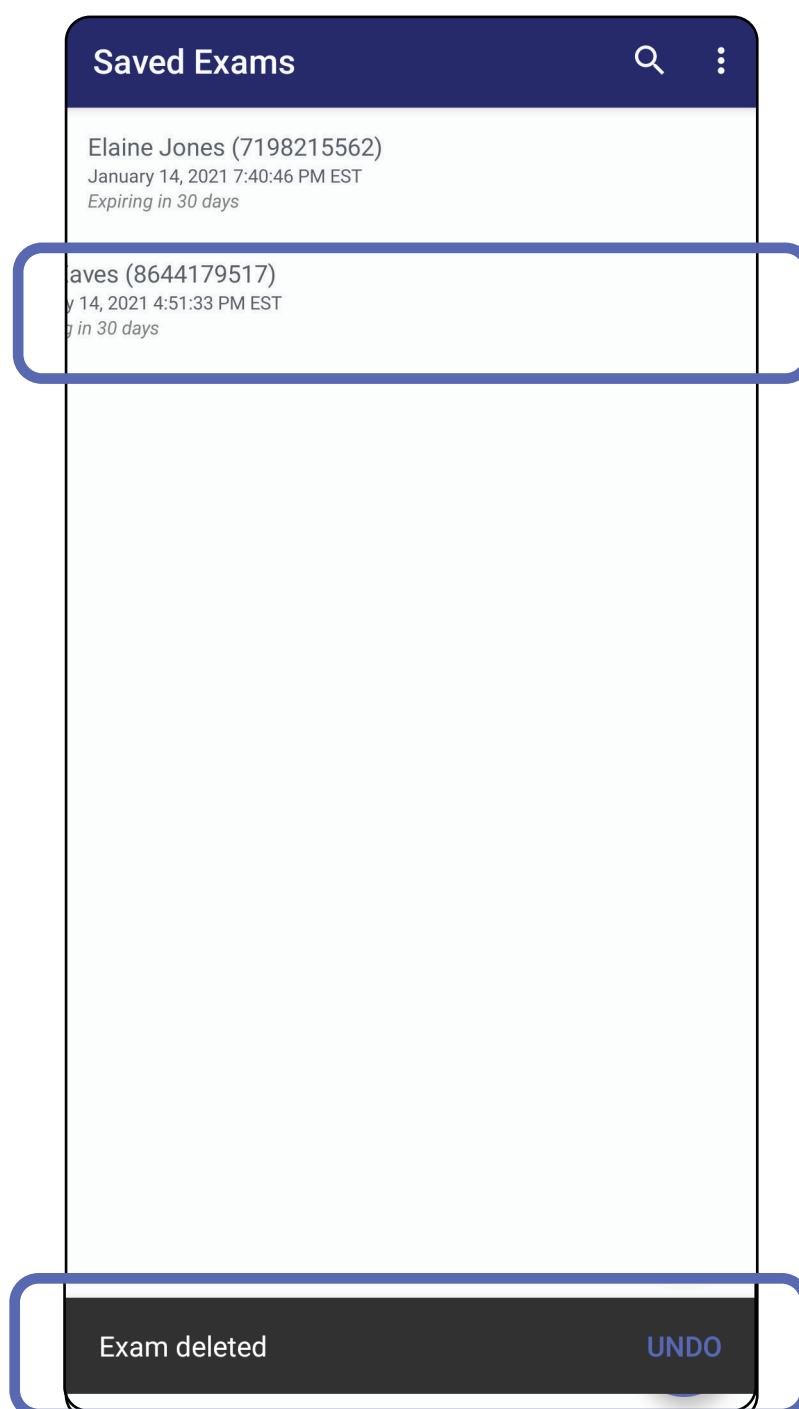 Saved Exams
Elaine Jones (7198215562)
January 14, 2021 7:40:46 PM EST
Expiring in 30 days
aves (8644179517)
y 14, 2021 4:51:33 PM EST
g in 30 days
Exam deleted
UNDO